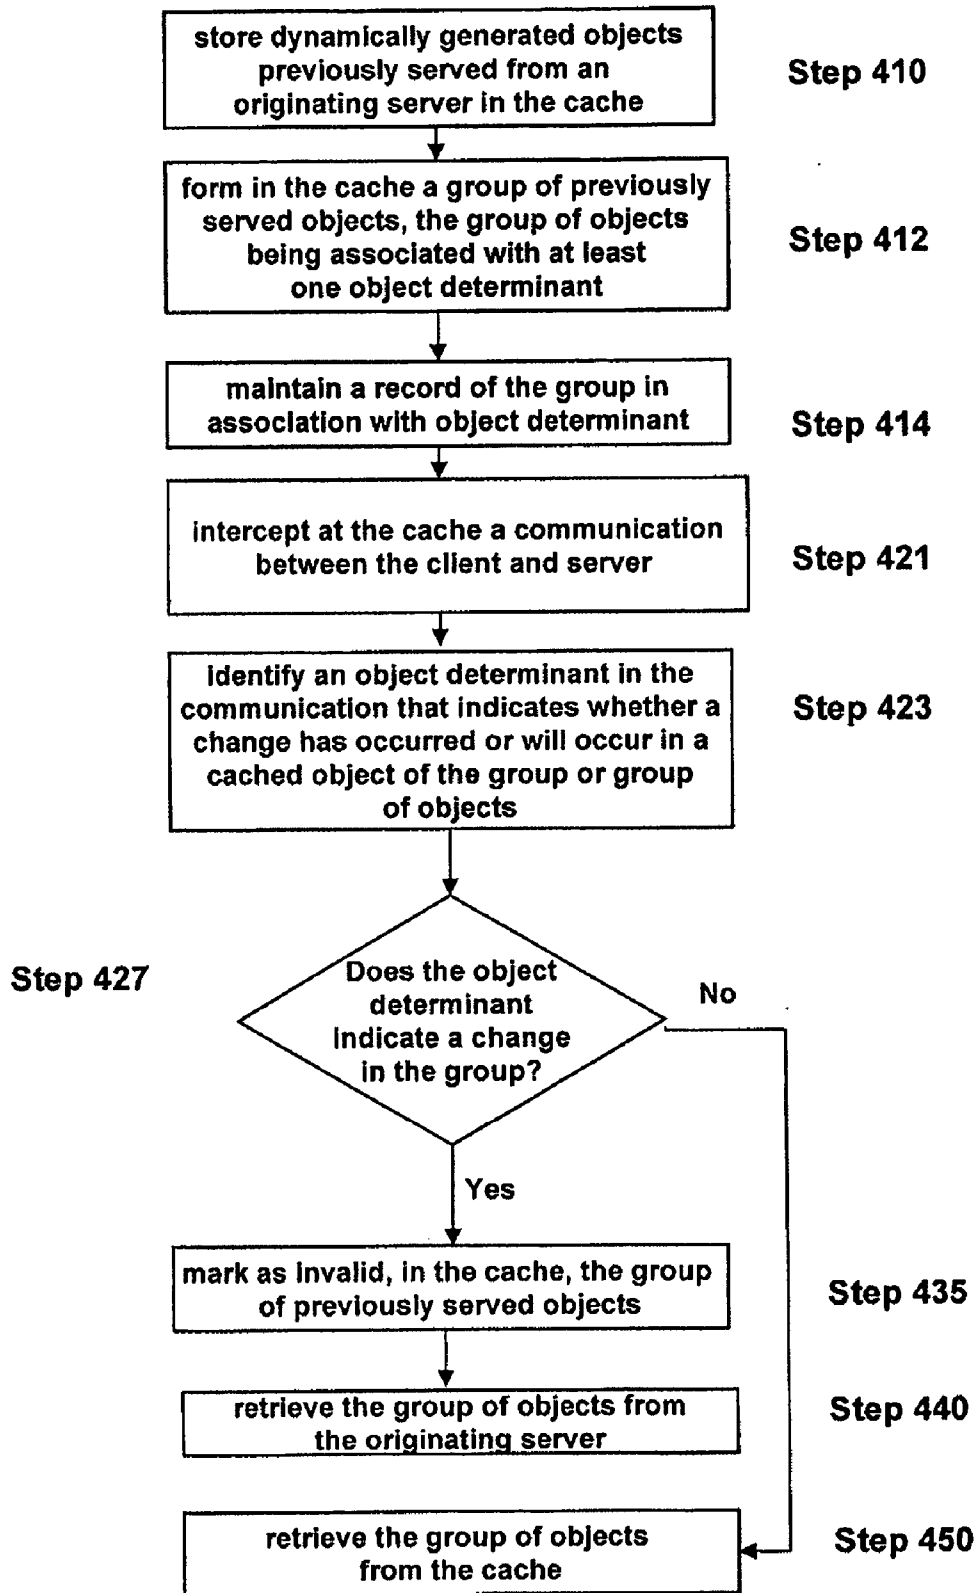 store dynamically generated objects
previously served from an
originating server in the cache
Step 410
form in the cache a group of previously
served objects, the group of objects
being associated with at least
one object determinant
Step 412
maintain a record of the group in
association with object determinant
Step 414
intercept at the cache a communication
between the client and server
Step 421
identify an object determinant in the
communication that indicates whether a
change has occurred or will occur in a
cached object of the group or group
of objects
Step 423
Step 427
Does the object
determinant
indicate a change
in the group?
No
Yes
mark as invalid, in the cache, the group
of previously served objects
Step 435
retrieve the group of objects from
the originating server
Step 440
retrieve the group of objects
from the cache
Step 450